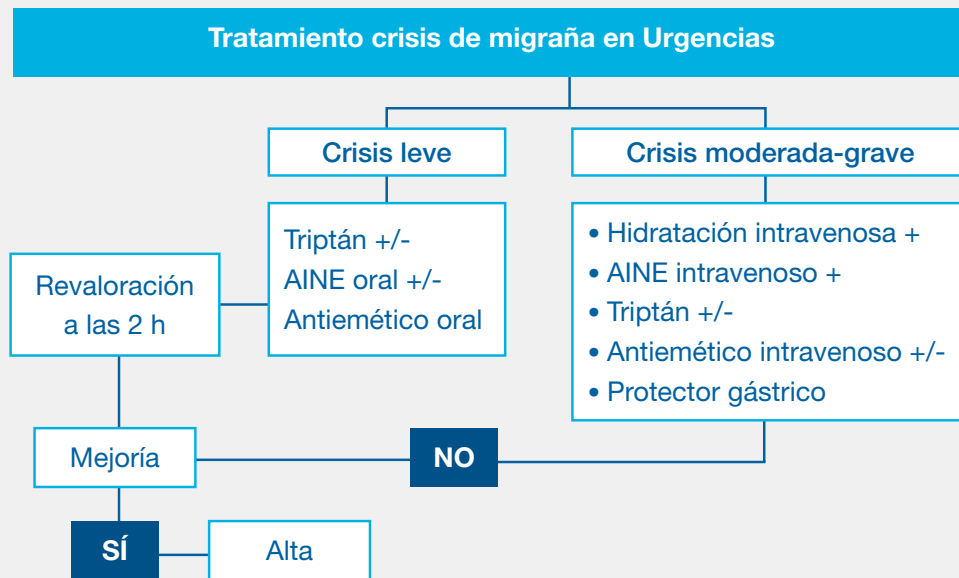 Tratamiento crisis de migraña en Urgencias
Crisis leve
Crisis moderada-grave
Triptán +/-
AINE oral +/-
Antiemético oral
• Hidratación intravenosa +
• AINE intravenoso +
• Triptán +/-
• Antiemético intravenoso +/-
• Protector gástrico
Revaloración
a las 2 h
Mejoría
NO
SÍ
Alta